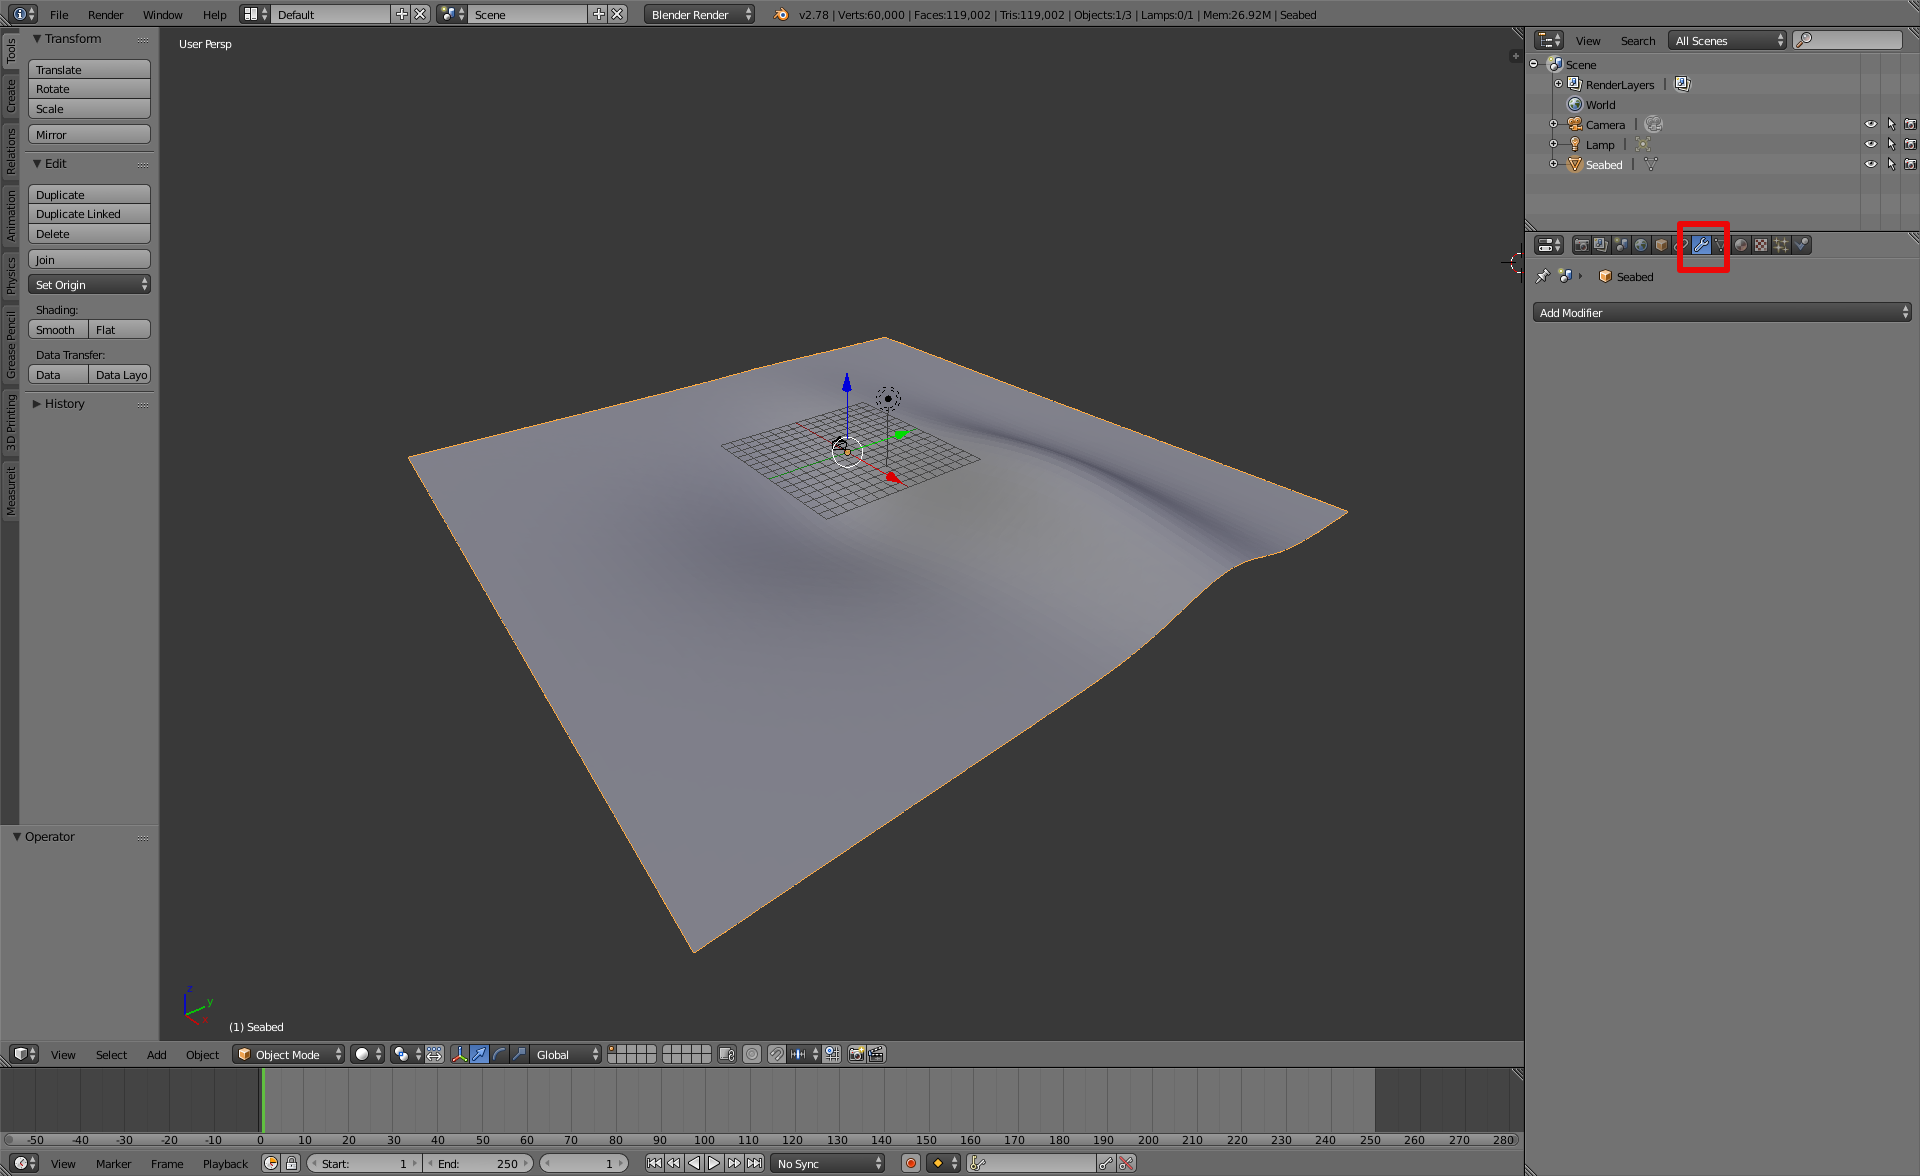 File Render Window Help Default Scene Blender Render v2.78 | Verts:60,000 | Faces:119,002 | Tris:119,002 | Objects:1/3 | Lamps:0/1 | Mem:26.92M | Seabed
Tools
Create
Relations
Animation
Physics
Grease Pencil
3D Printing
Measureit
Transform
Translate
Rotate
Scale
Mirror
Edit
Duplicate
Duplicate Linked
Delete
Join
Set Origin
Shading:
Smooth Flat
Data Transfer:
Data Data Layo
History
Operator
User Persp
z
y
x
(1) Seabed
View Search All Scenes
Scene
RenderLayers |
World
Camera |
Lamp |
Seabed |
Seabed
Add Modifier
View Select Add Object Object Mode Global
-50 -40 -30 -20 -10 0 10 20 30 40 50 60 70 80 90 100 110 120 130 140 150 160 170 180 190 200 210 220 230 240 250 260 270 280
View Marker Frame Playback Start: 1 End: 250 1 No Sync